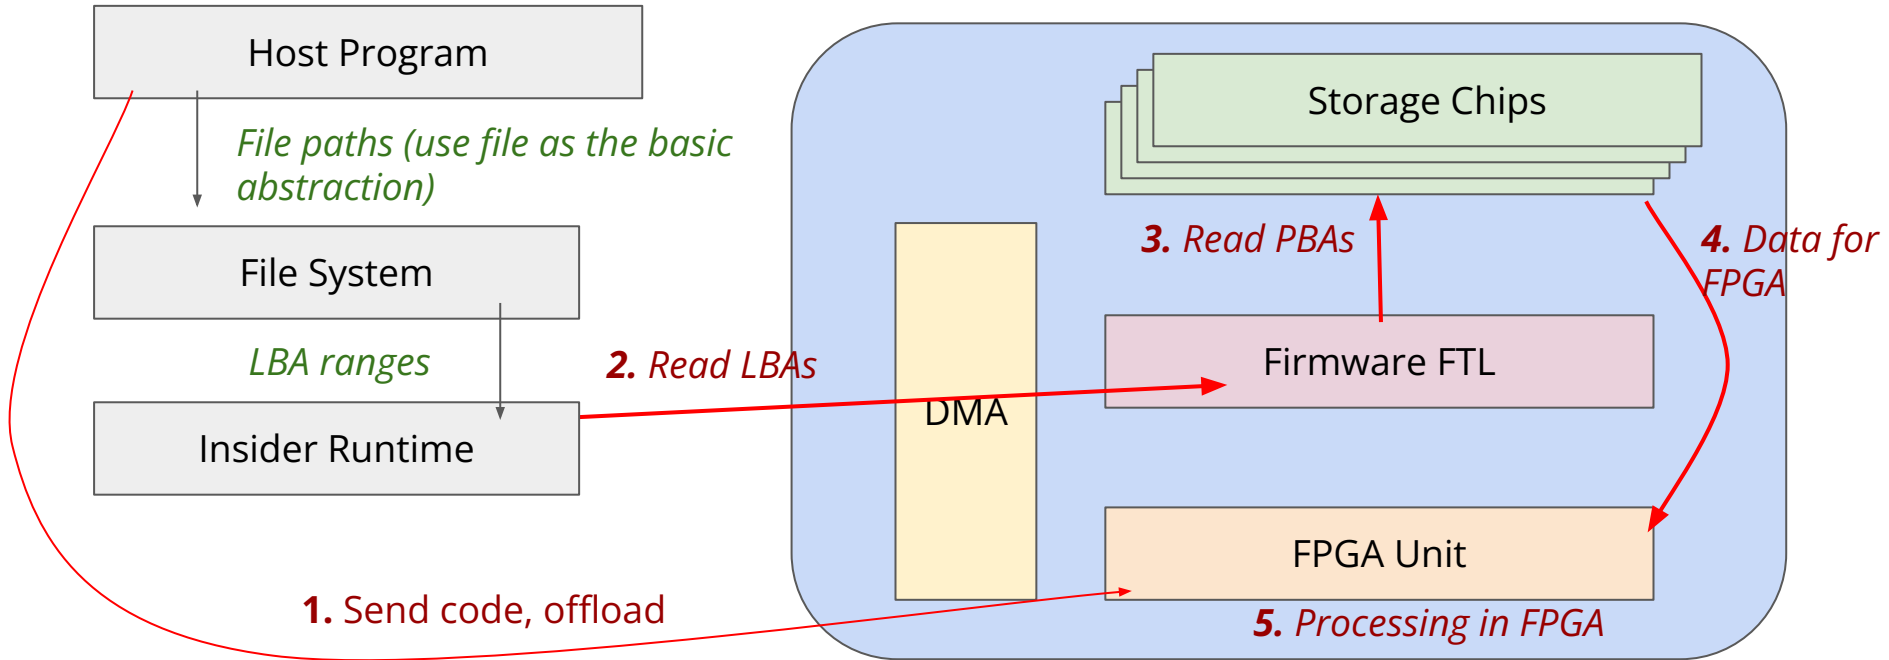 Host Program
File paths (use file as the basic
abstraction)
File System
LBA ranges
Insider Runtime
1. Send code, offload
2. Read LBAs
DMA
Storage Chips
3. Read PBAs
4. Data for
FPGA
Firmware FTL
FPGA Unit
5. Processing in FPGA